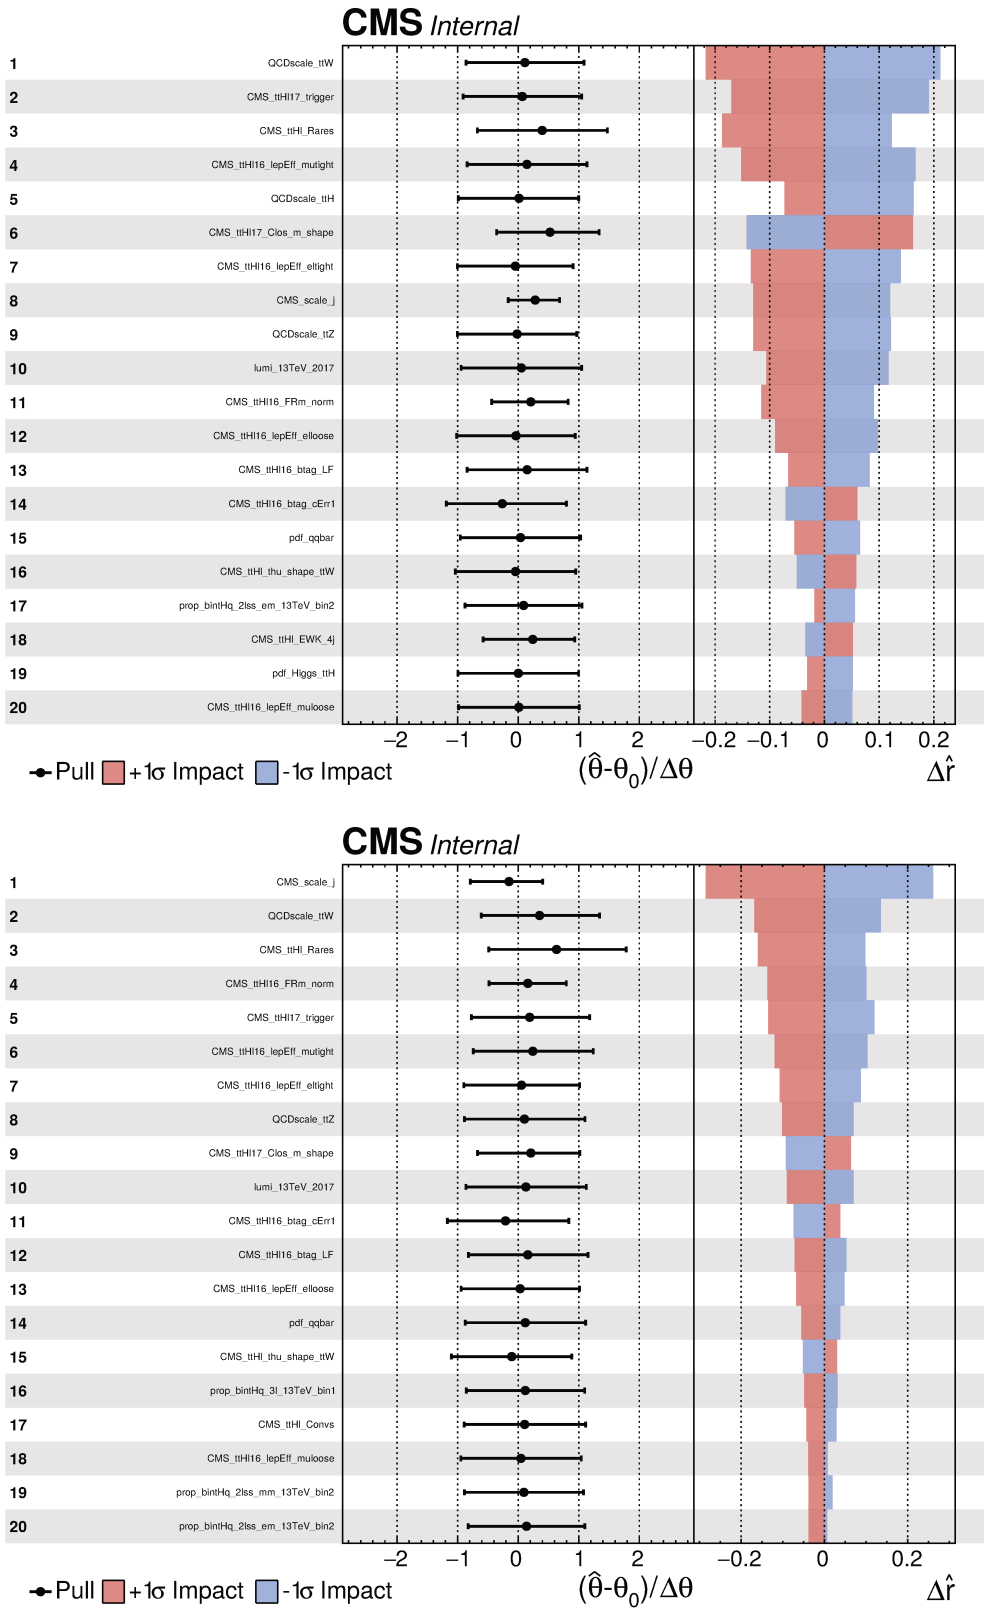 CMS Internal
1 QCDscale_ttW
2 CMS_ttHl17_trigger
3 CMS_ttHl_Rares
4 CMS_ttHl16_lepEff_mutight
5 QCDscale_ttH
6 CMS_ttHl17_Clos_m_shape
7 CMS_ttHl16_lepEff_eltight
8 CMS_scale_j
9 QCDscale_ttZ
10 lumi_13TeV_2017
11 CMS_ttHl16_FRm_norm
12 CMS_ttHl16_lepEff_elloose
13 CMS_ttHl16_btag_LF
14 CMS_ttHl16_btag_cErr1
15 pdf_qqbar
16 CMS_ttHl_thu_shape_ttW
17 prop_bintHq_2lss_em_13TeV_bin2
18 CMS_ttHl_EWK_4j
19 pdf_Higgs_ttH
20 CMS_ttHl16_lepEff_muloose
−2 −1 0 1 2 −0.2 −0.1 0 0.1 0.2
Pull +1σ Impact -1σ Impact (θ̂-θ₀)/Δθ Δr̂
CMS Internal
1 CMS_scale_j
2 QCDscale_ttW
3 CMS_ttHl_Rares
4 CMS_ttHl16_FRm_norm
5 CMS_ttHl17_trigger
6 CMS_ttHl16_lepEff_mutight
7 CMS_ttHl16_lepEff_eltight
8 QCDscale_ttZ
9 CMS_ttHl17_Clos_m_shape
10 lumi_13TeV_2017
11 CMS_ttHl16_btag_cErr1
12 CMS_ttHl16_btag_LF
13 CMS_ttHl16_lepEff_elloose
14 pdf_qqbar
15 CMS_ttHl_thu_shape_ttW
16 prop_bintHq_3l_13TeV_bin1
17 CMS_ttHl_Convs
18 CMS_ttHl16_lepEff_muloose
19 prop_bintHq_2lss_mm_13TeV_bin2
20 prop_bintHq_2lss_em_13TeV_bin2
−2 −1 0 1 2 −0.2 0 0.2
Pull +1σ Impact -1σ Impact (θ̂-θ₀)/Δθ Δr̂